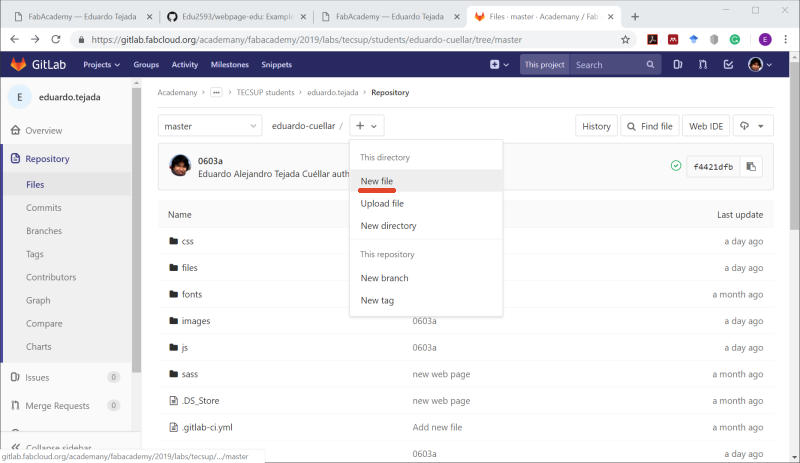 FabAcademy — Eduardo Tejada
Edu2593/webpage-edu: Example
FabAcademy — Eduardo Tejada
Files · master · Academany / Fab
https://gitlab.fabcloud.org/academany/fabacademy/2019/labs/tecsup/students/eduardo-cuellar/tree/master
E
GitLab
Projects
Groups
Activity
Milestones
Snippets
This project
Search
E
eduardo.tejada
Academany > ... > TECSUP students > eduardo.tejada > Repository
Overview
Repository
Files
Commits
Branches
Tags
Contributors
Graph
Compare
Charts
Issues 0
Merge Requests 0
Collapse sidebar
master
eduardo-cuellar /
+
History
Find file
Web IDE
This directory
New file
Upload file
New directory
This repository
New branch
New tag
0603a
Eduardo Alejandro Tejada Cuéllar auth
f4421dfb
Name
Last update
css
a day ago
files
a day ago
fonts
a month ago
images
0603a
a day ago
js
0603a
a day ago
sass
new web page
a month ago
.DS_Store
new web page
a month ago
.gitlab-ci.yml
Add new file
a month ago
0603a
a day ago
gitlab.fabcloud.org/academany/fabacademy/2019/labs/tecsup/.../master